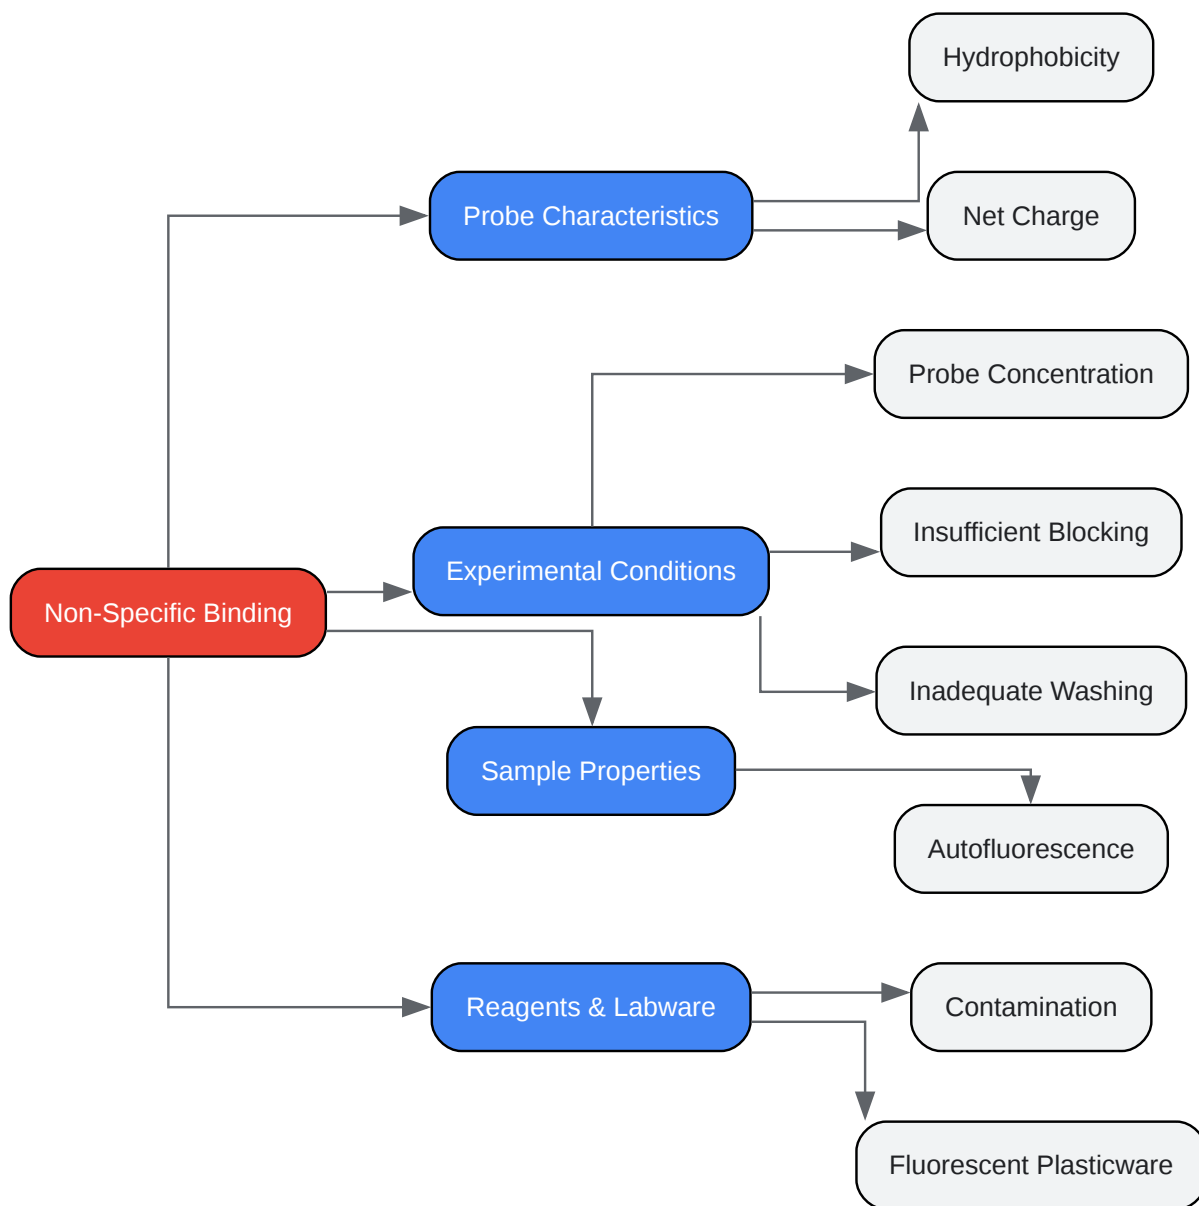 Hydrophobicity
Probe Characteristics
Net Charge
Probe Concentration
Insufficient Blocking
Experimental Conditions
Non-Specific Binding
Inadequate Washing
Sample Properties
Autofluorescence
Reagents & Labware
Contamination
Fluorescent Plasticware